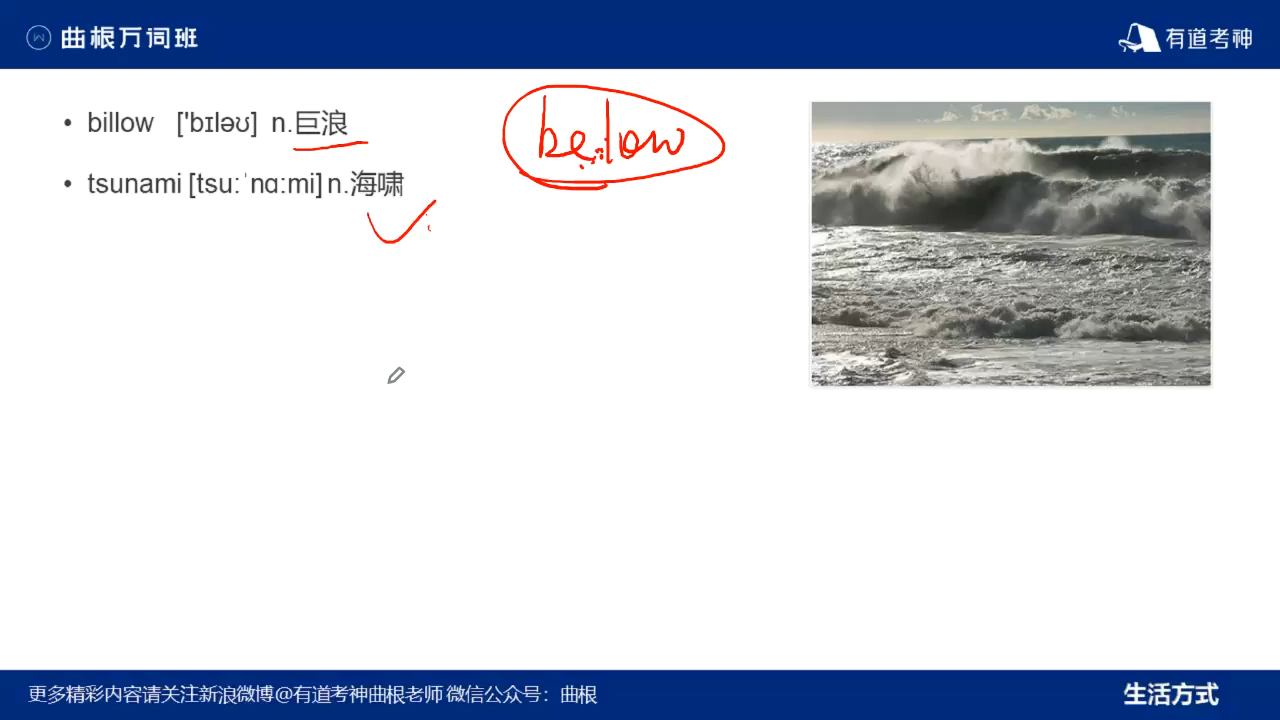 曲根万词班
有道考神
• billow ['bɪləʊ] n.巨浪
below
• tsunami [tsuːˈnɑːmi] n.海啸
更多精彩内容请关注新浪微博@有道考神曲根老师 微信公众号：曲根
生活方式